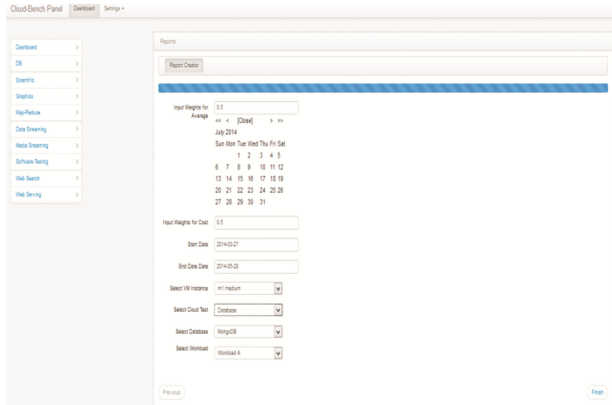 Cloud-Bench Panel Dashboard Settings
Dashboard
DB
Scientific
Graphics
Map-Reduce
Data Streaming
Media Streaming
Software Testing
Web Search
Web Serving
Reports
Report Creator
Input Weights for Average 0.5
<< < [Close] > >>
July 2014
Sun Mon Tue Wed Thu Fri Sat
1 2 3 4 5
6 7 8 9 10 11 12
13 14 15 16 17 18 19
20 21 22 23 24 25 26
27 28 29 30 31
Input Weights for Cost 0.5
Start Date 2014-03-27
End Date Date 2014-05-28
Select VM Instance m1 medium
Select Cloud Test Database
Select Database MongoDB
Select Workload Workload A
Previous Finish